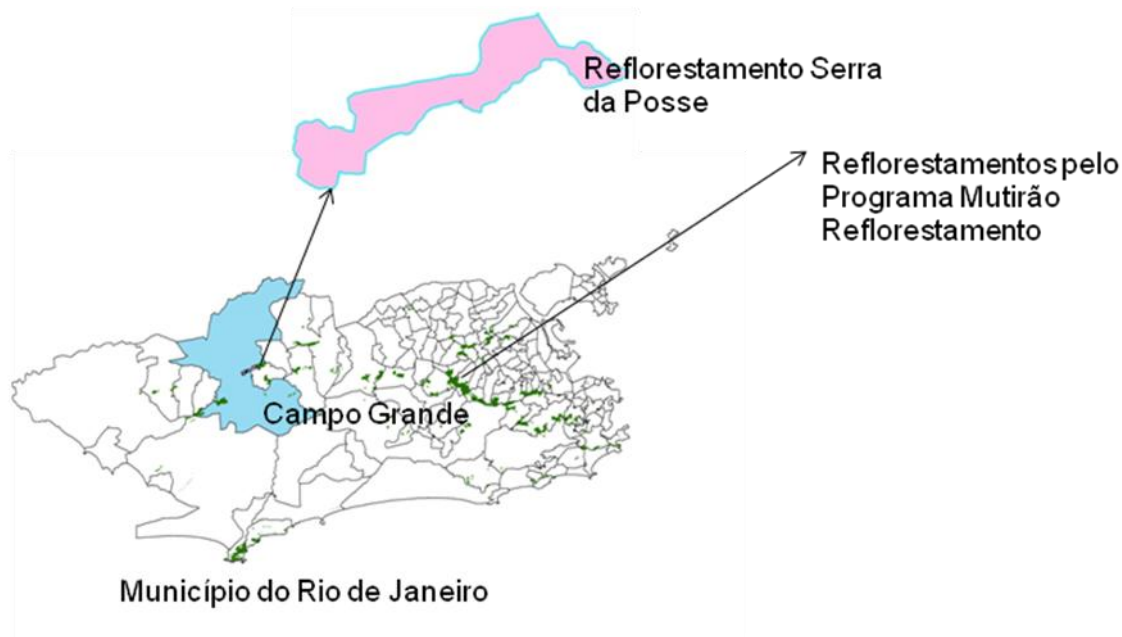 Reflorestamento Serra
da Posse
Reflorestamentos pelo
Programa Mutirão
Reflorestamento
Campo Grande
Município do Rio de Janeiro